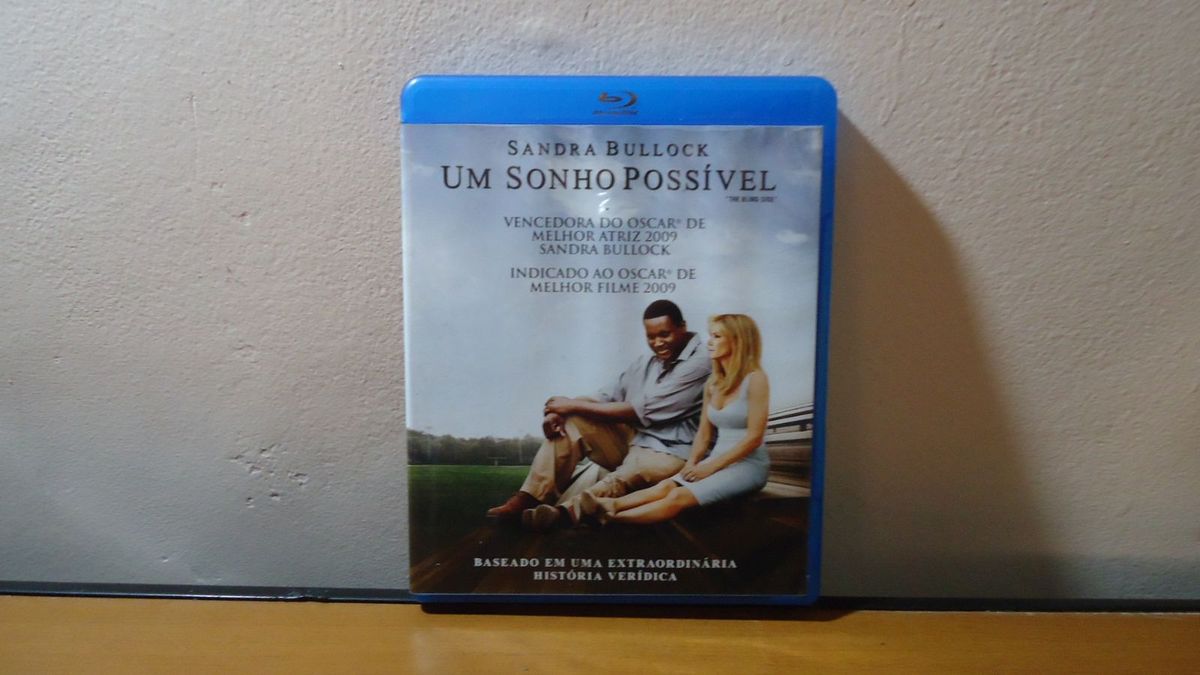 SANDRA BULLOCK
UM SONHO POSSÍVEL
"THE BLIND SIDE"
VENCEDORA DO OSCAR® DE
MELHOR ATRIZ 2009
SANDRA BULLOCK
INDICADO AO OSCAR® DE
MELHOR FILME 2009
BASEADO EM UMA EXTRAORDINÁRIA
HISTÓRIA VERÍDICA